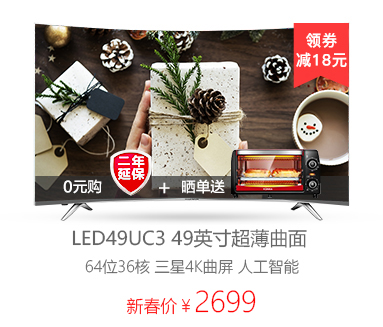 领券
减18元
0元购
二年
延保
+ 晒单送
LED49UC3 49英寸超薄曲面
64位36核 三星4K曲屏 人工智能
新春价 ¥ 2699